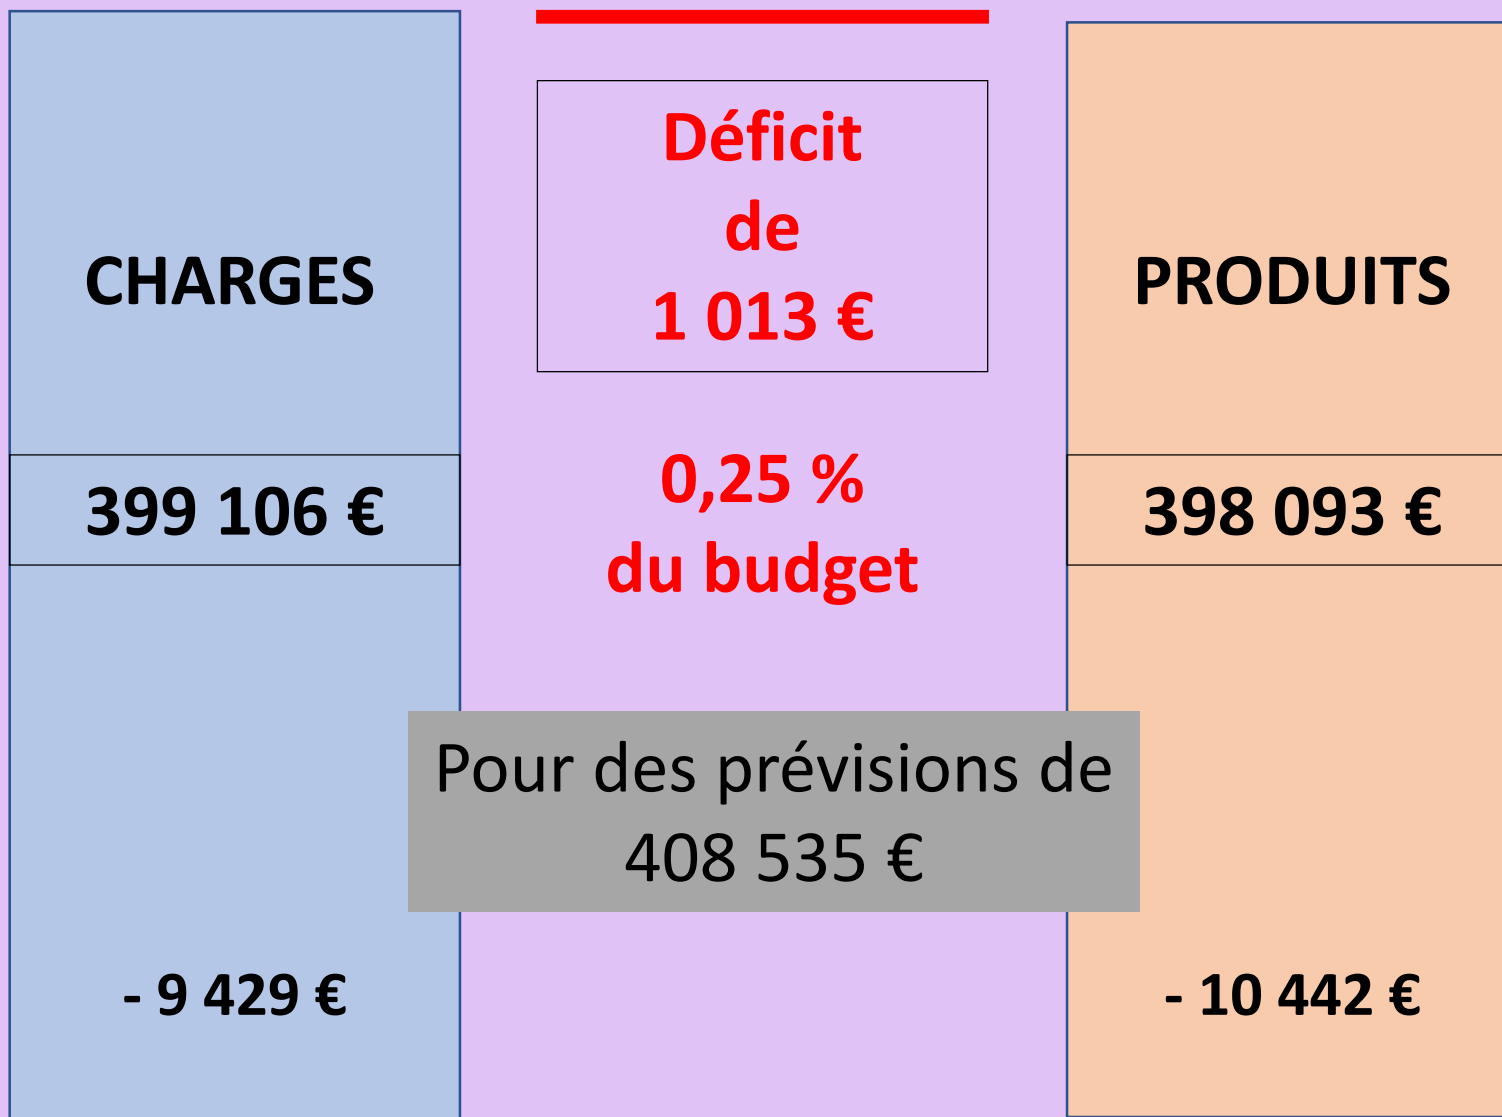 CHARGES
399 106 €
- 9 429 €
Déficit
de
1 013 €
0,25 %
du budget
Pour des prévisions de
408 535 €
PRODUITS
398 093 €
- 10 442 €